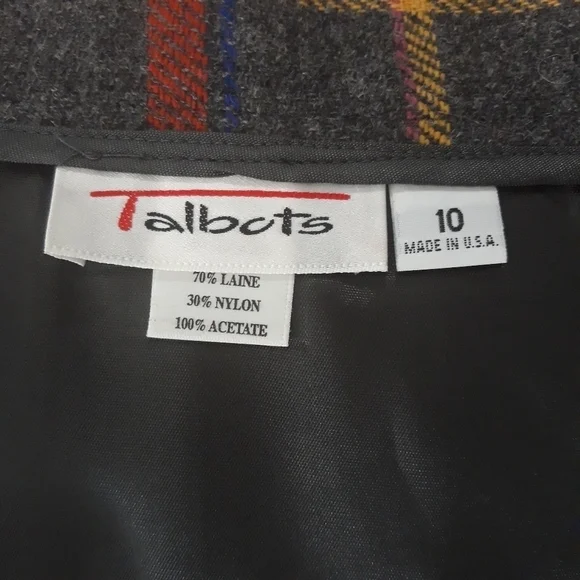 Talbots
10
MADE IN U.S.A.
70% LAINE
30% NYLON
100% ACETATE